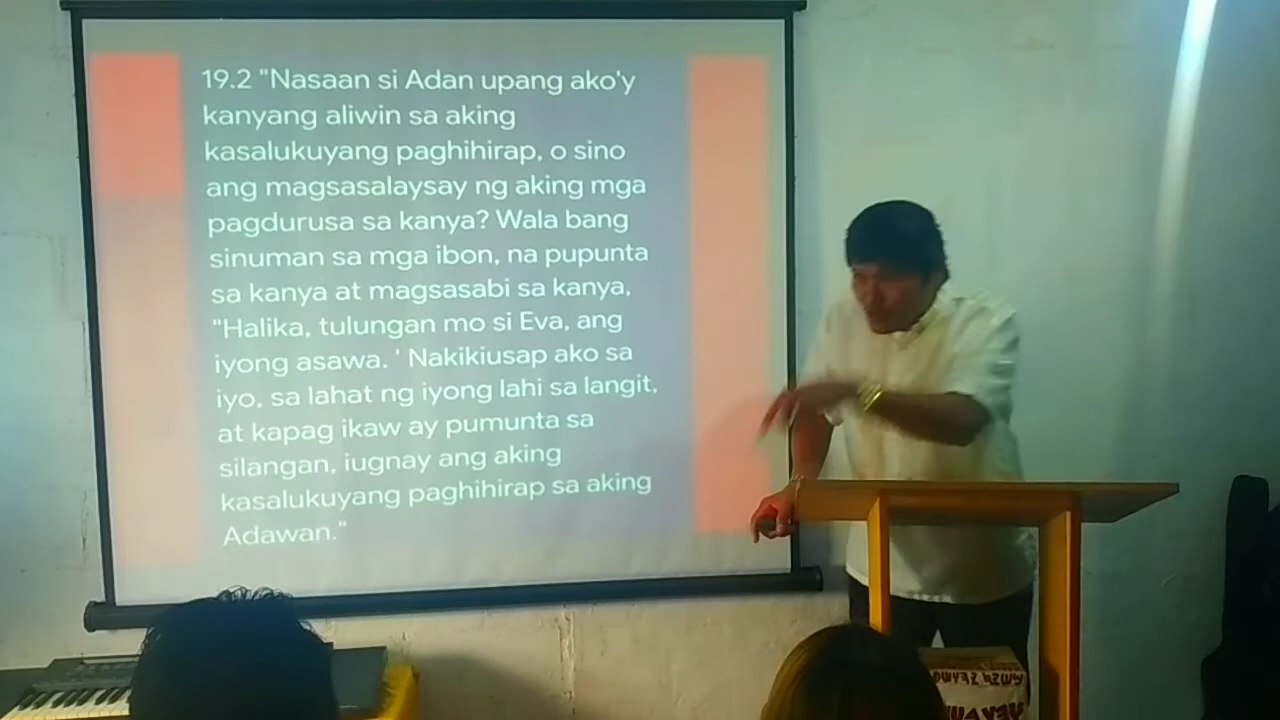 19.2 "Nasaan si Adan upang ako'y
kanyang aliwin sa aking
kasalukuyang paghihirap, o sino
ang magsasalaysay ng aking mga
pagdurusa sa kanya? Wala bang
sinuman sa mga ibon, na pupunta
sa kanya at magsasabi sa kanya,
"Halika, tulungan mo si Eva, ang
iyong asawa. ' Nakikiusap ako sa
iyo, sa lahat ng iyong lahi sa langit,
at kapag ikaw ay pumunta sa
silangan, iugnay ang aking
kasalukuyang paghihirap sa aking
Adawan."